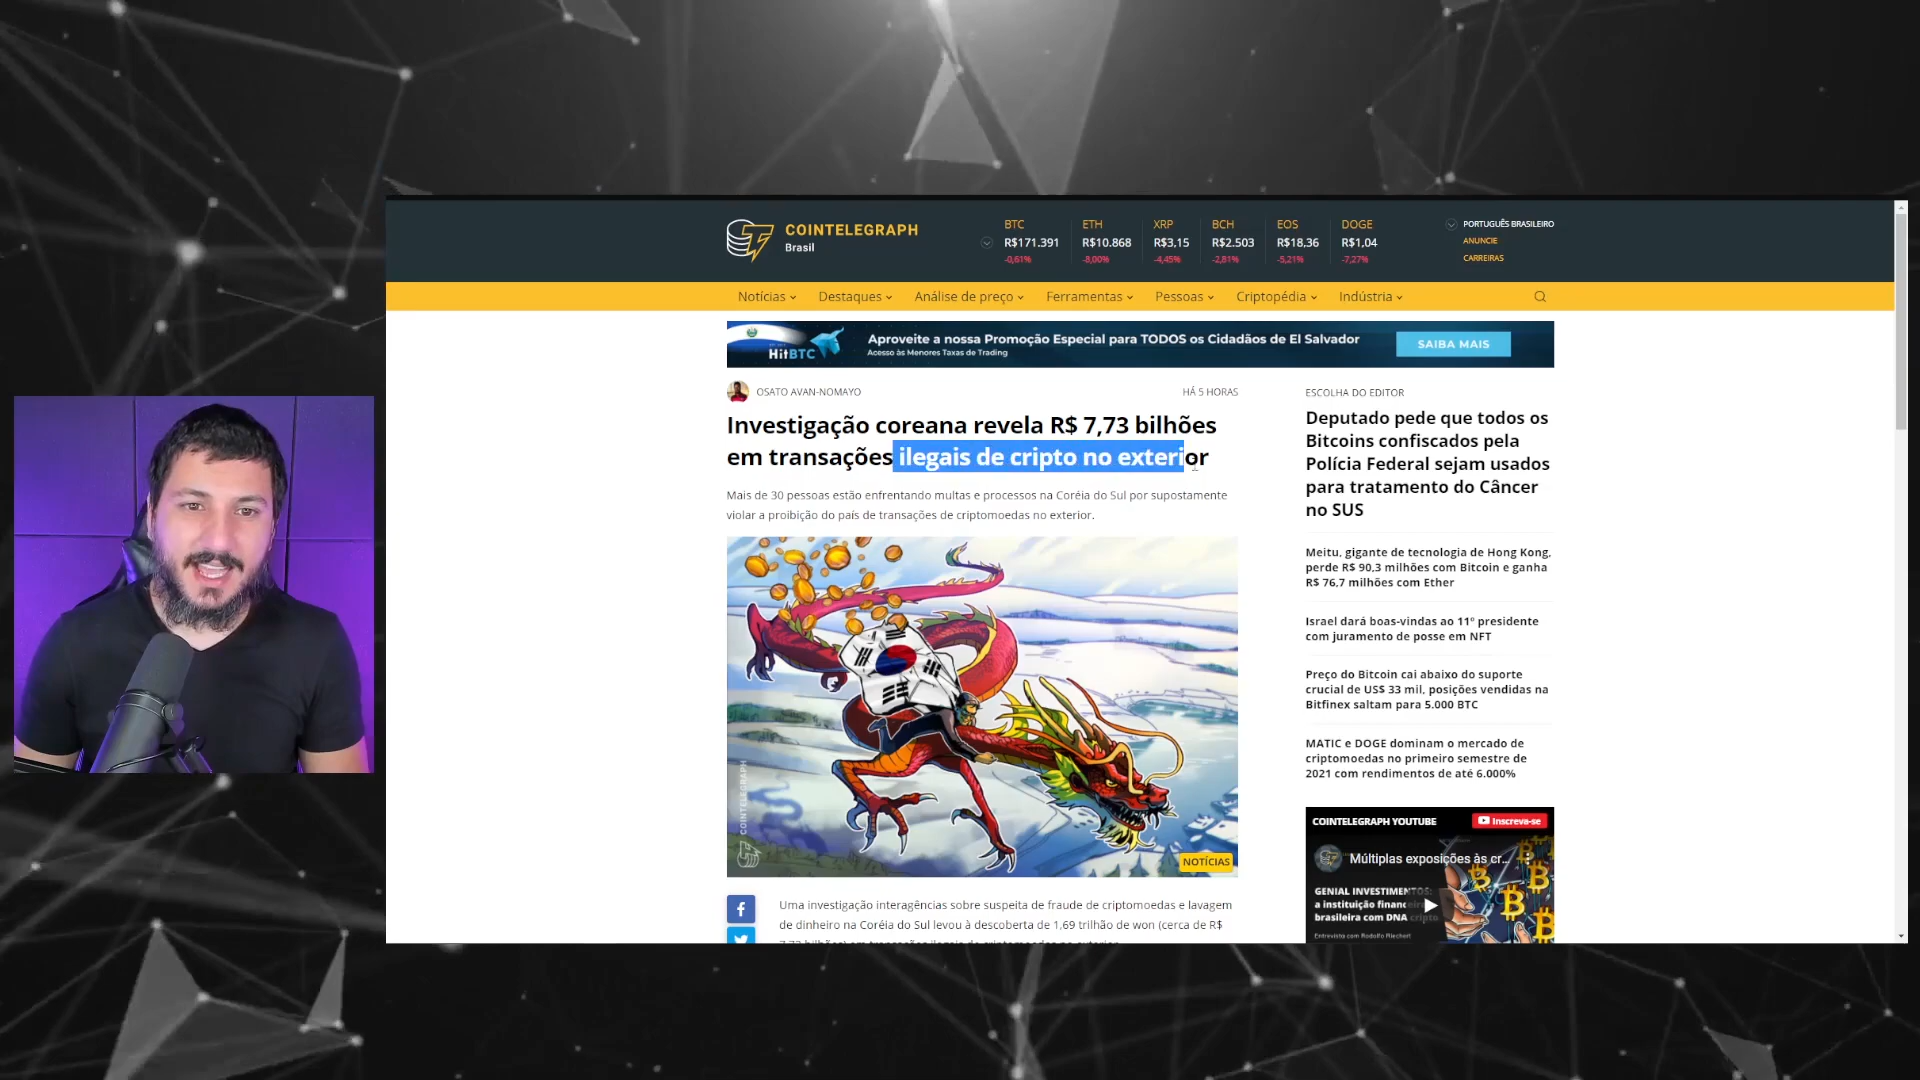 COINTELEGRAPH
Brasil
BTC
R$171.391
-0,61%
ETH
R$10.868
-8,00%
XRP
R$3,15
-4,45%
BCH
R$2.503
-2,81%
EOS
R$18,36
-5,21%
DOGE
R$1,04
-7,27%
PORTUGUÊS BRASILEIRO
ANUNCIE
CARREIRAS
Notícias
Destaques
Análise de preço
Ferramentas
Pessoas
Criptopédia
Indústria
HitBTC
Aproveite a nossa Promoção Especial para TODOS os Cidadãos de El Salvador
Acesso às Menores Taxas de Trading
SAIBA MAIS
OSATO AVAN-NOMAYO
HÁ 5 HORAS
Investigação coreana revela R$ 7,73 bilhões
em transações ilegais de cripto no exterior
Mais de 30 pessoas estão enfrentando multas e processos na Coréia do Sul por supostamente
violar a proibição do país de transações de criptomoedas no exterior.
COINTELEGRAPH
NOTÍCIAS
Uma investigação interagências sobre suspeita de fraude de criptomoedas e lavagem
de dinheiro na Coréia do Sul levou à descoberta de 1,69 trilhão de won (cerca de R$
ESCOLHA DO EDITOR
Deputado pede que todos os
Bitcoins confiscados pela
Polícia Federal sejam usados
para tratamento do Câncer
no SUS
Meitu, gigante de tecnologia de Hong Kong,
perde R$ 90,3 milhões com Bitcoin e ganha
R$ 76,7 milhões com Ether
Israel dará boas-vindas ao 11º presidente
com juramento de posse em NFT
Preço do Bitcoin cai abaixo do suporte
crucial de US$ 33 mil, posições vendidas na
Bitfinex saltam para 5.000 BTC
MATIC e DOGE dominam o mercado de
criptomoedas no primeiro semestre de
2021 com rendimentos de até 6.000%
COINTELEGRAPH YOUTUBE
Inscreva-se
Múltiplas exposições às cr...
GENIAL INVESTIMENTOS:
a instituição finance
brasileira com DNA cripto
Entrevista com Rodolfo Riechert